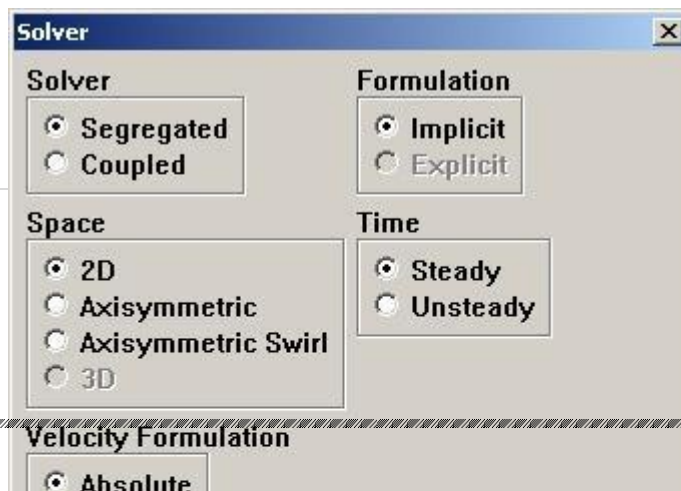 Solver
Solver
Segregated
Coupled
Formulation
Implicit
Explicit
Space
2D
Axisymmetric
Axisymmetric Swirl
3D
Time
Steady
Unsteady
Velocity Formulation
Absolute